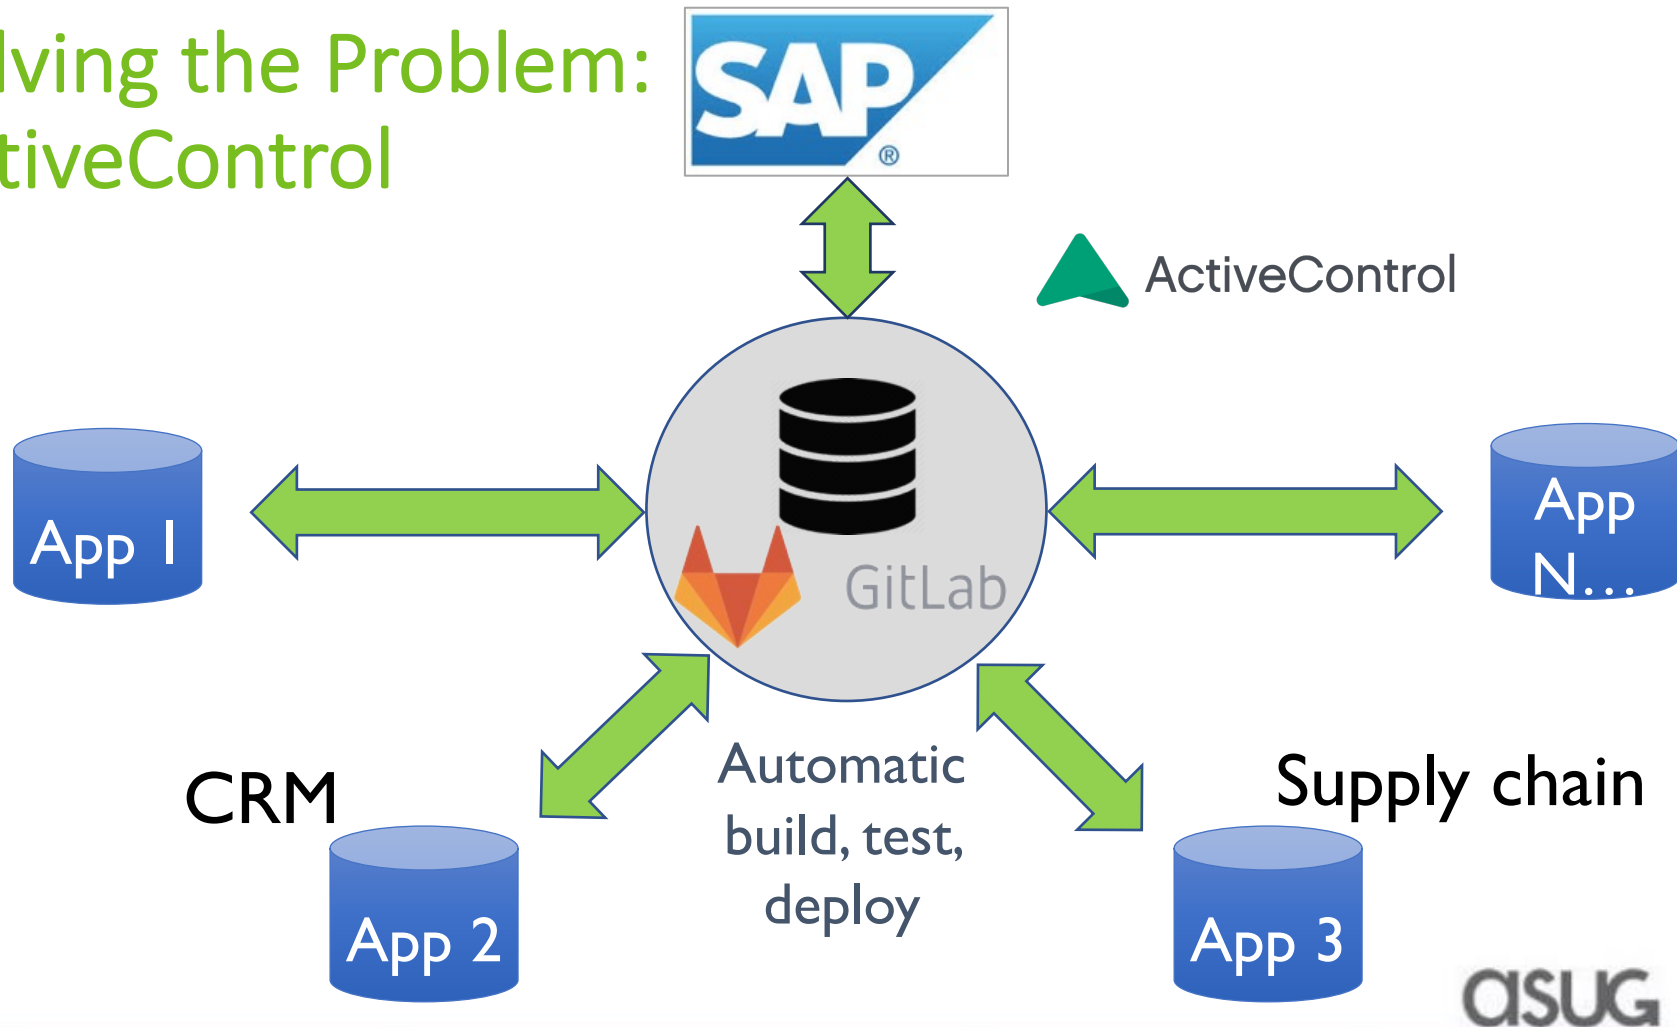 lving the Problem:
tiveControl
SAP
®
ActiveControl
GitLab
App 1
App
N...
CRM
Automatic
build, test,
deploy
Supply chain
App 2
App 3
asug